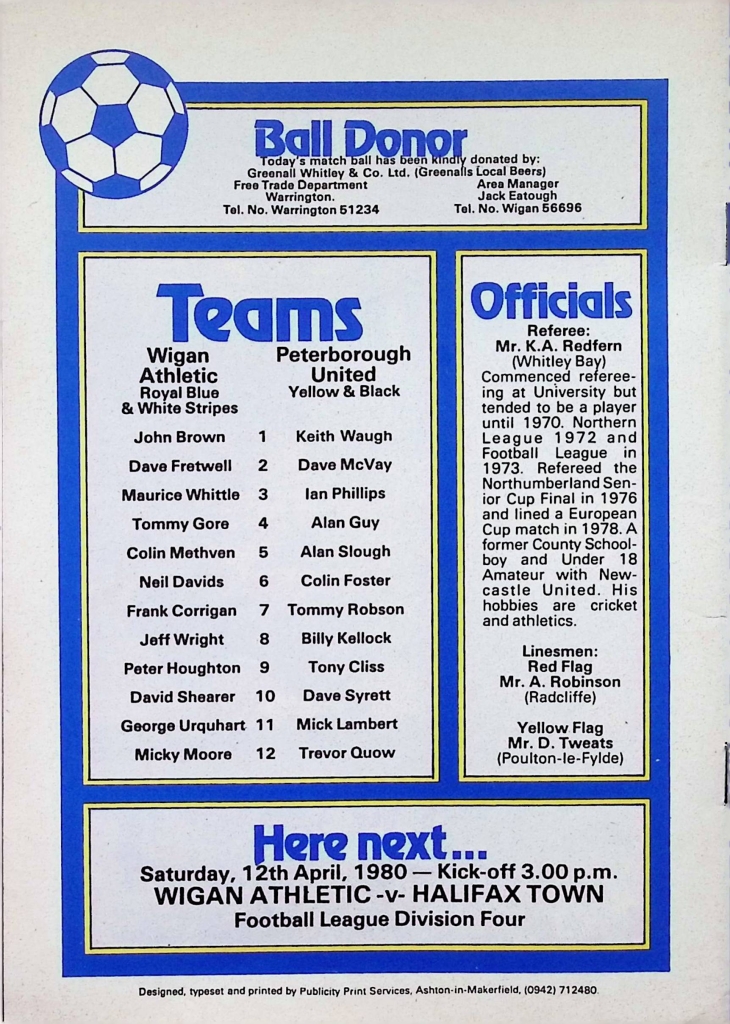 Ball Donor
Today's match ball has been kindly donated by:
Greenall Whitley & Co. Ltd. (Greenalls Local Beers)
Free Trade Department
Warrington.
Tel. No. Warrington 51234
Area Manager
Jack Eatough
Tel. No. Wigan 56696
Teams
Wigan
Athletic
Royal Blue
& White Stripes
Peterborough
United
Yellow & Black
John Brown 1 Keith Waugh
Dave Fretwell 2 Dave McVay
Maurice Whittle 3 Ian Phillips
Tommy Gore 4 Alan Guy
Colin Methven 5 Alan Slough
Neil Davids 6 Colin Foster
Frank Corrigan 7 Tommy Robson
Jeff Wright 8 Billy Kellock
Peter Houghton 9 Tony Cliss
David Shearer 10 Dave Syrett
George Urquhart 11 Mick Lambert
Micky Moore 12 Trevor Quow
Officials
Referee:
Mr. K.A. Redfern
(Whitley Bay)
Commenced referee-
ing at University but
tended to be a player
until 1970. Northern
League 1972 and
Football League in
1973. Refereed the
Northumberland Sen-
ior Cup Final in 1976
and lined a European
Cup match in 1978. A
former County School-
boy and Under 18
Amateur with New-
castle United. His
hobbies are cricket
and athletics.
Linesmen:
Red Flag
Mr. A. Robinson
(Radcliffe)
Yellow Flag
Mr. D. Tweats
(Poulton-le-Fylde)
Here next...
Saturday, 12th April, 1980 — Kick-off 3.00 p.m.
WIGAN ATHLETIC -v- HALIFAX TOWN
Football League Division Four
Designed, typeset and printed by Publicity Print Services, Ashton-in-Makerfield, (0942) 712480.